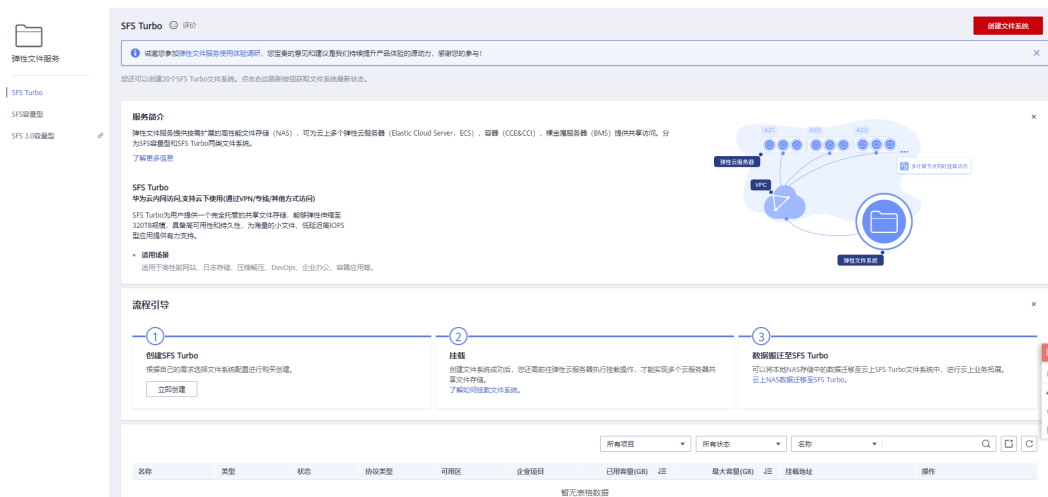 弹性文件服务
SFS Turbo
SFS容量型
SFS 3.0容量型
SFS Turbo 评价
创建文件系统
诚邀您参加弹性文件服务使用体验调研，您宝贵的意见和建议是我们持续提升产品体验的源动力，感谢您的参与！
您还可以创建20个SFS Turbo文件系统。点击右边刷新按钮获取文件系统最新状态。
服务简介
弹性文件服务提供按需扩展的高性能文件存储（NAS），可为云上多个弹性云服务器（Elastic Cloud Server，ECS），容器（CCE&CCI），裸金属服务器（BMS）提供共享访问。分
为SFS容量型和SFS Turbo两类文件系统。
了解更多信息
SFS Turbo
华为云内网访问,支持云下使用(通过VPN/专线/其他方式访问)
SFS Turbo为用户提供一个完全托管的共享文件存储，能够弹性伸缩至
320TB规模，具备高可用性和持久性，为海量的小文件、低延迟高IOPS
型应用提供有力支持。
适用场景
适用于高性能网站、日志存储、压缩解压、DevOps、企业办公、容器应用等。
AZ1 AZ2 AZ3
弹性云服务器
多计算节点同时挂载访问
VPC
弹性文件系统
流程引导
1
创建SFS Turbo
根据自己的需求选择文件系统配置进行购买创建。
立即创建
2
挂载
创建文件系统成功后，您还需前往弹性云服务器执行挂载操作，才能实现多个云服务器共
享文件存储。
了解如何挂载文件系统。
3
数据搬迁至SFS Turbo
可以将本地NAS存储中的数据迁移至云上SFS Turbo文件系统中，进行云上业务拓展。
云上NAS数据迁移至SFS Turbo。
所有项目 所有状态 名称
名称 类型 状态 协议类型 可用区 企业项目 已用容量(GB) 最大容量(GB) 挂载地址 操作
暂无表格数据